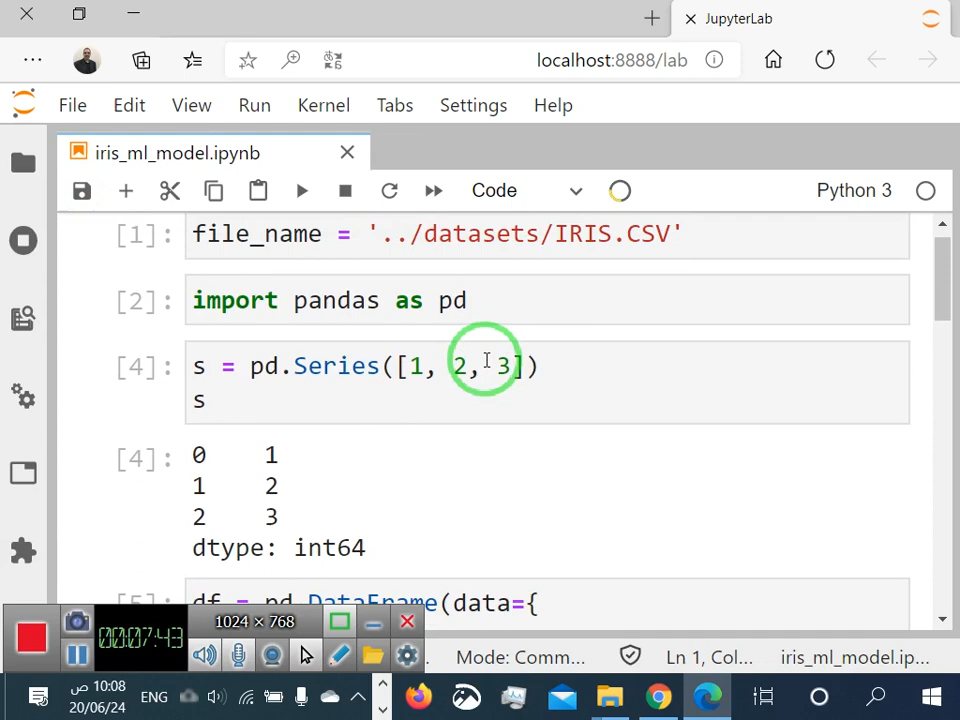 JupyterLab
localhost:8888/lab
File Edit View Run Kernel Tabs Settings Help
iris_ml_model.ipynb
Code Python 3
[1]: file_name = '../datasets/IRIS.CSV'
[2]: import pandas as pd
[4]: s = pd.Series([1, 2, 3])
s
[4]: 0 1
1 2
2 3
dtype: int64
[5]: df = pd.DataFrame(data={
1024 × 768
00:07:43
Mode: Comm... Ln 1, Col... iris_ml_model.ip...
10:08 ص
ENG
20/06/24